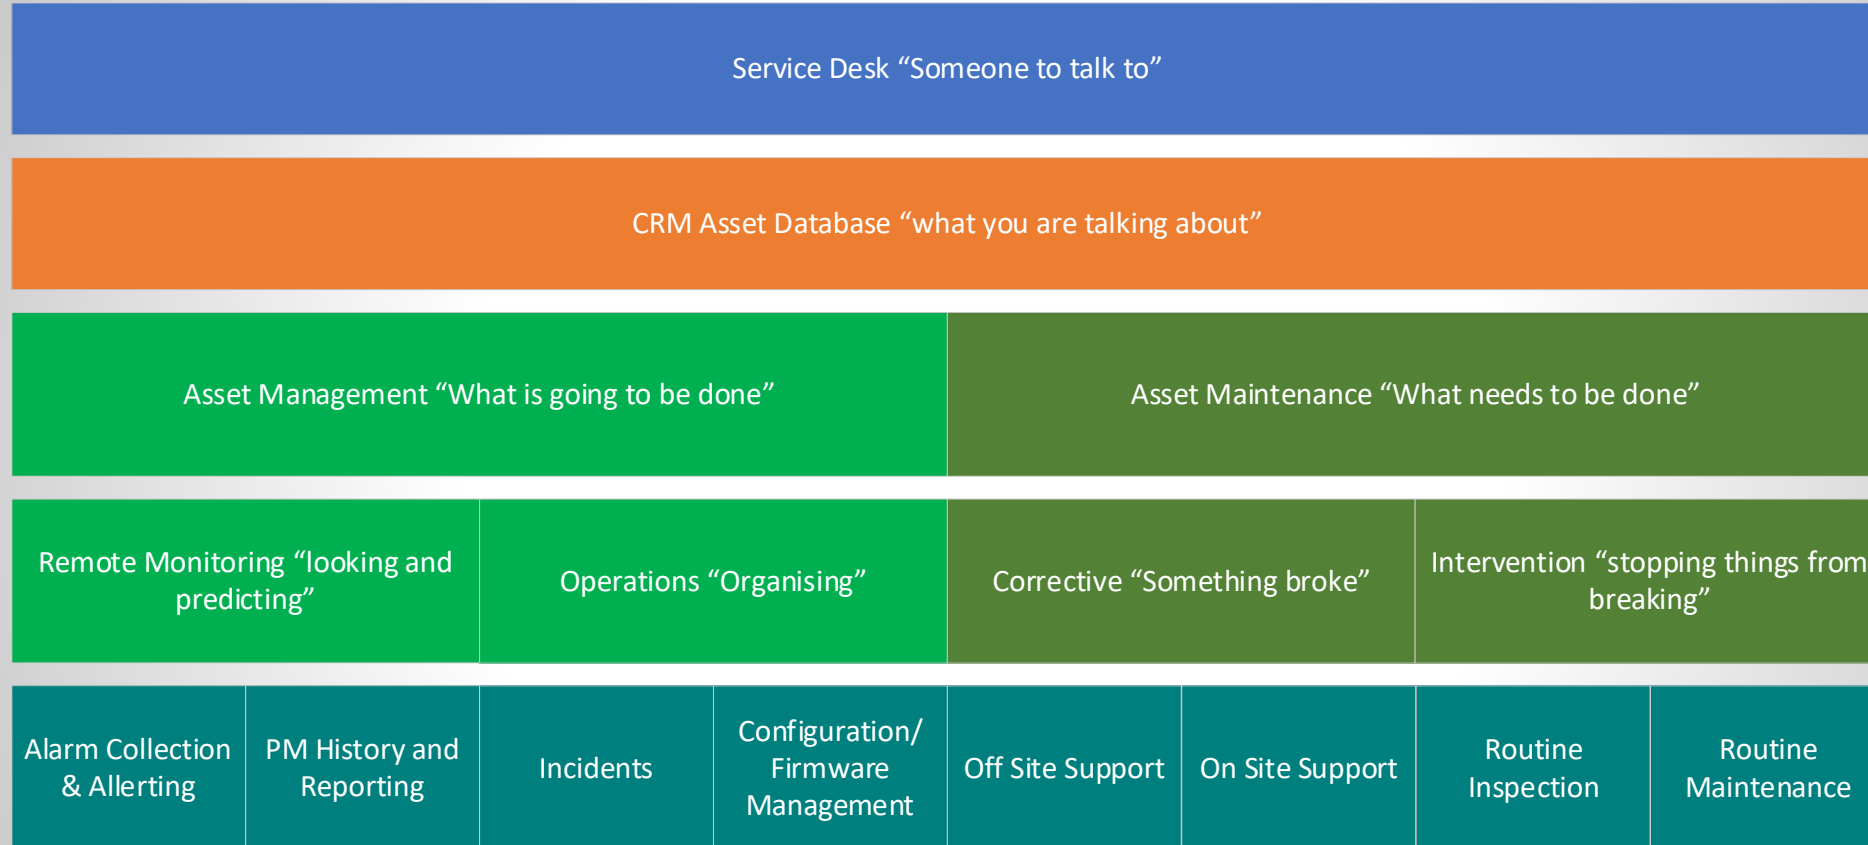 Service Desk “Someone to talk to”
CRM Asset Database “what you are talking about”
Asset Management “What is going to be done”
Asset Maintenance “What needs to be done”
Remote Monitoring “looking and
predicting”
Operations “Organising”
Corrective “Something broke”
Intervention “stopping things from
breaking”
Alarm Collection
& Allerting
PM History and
Reporting
Incidents
Configuration/
Firmware
Management
Off Site Support
On Site Support
Routine
Inspection
Routine
Maintenance